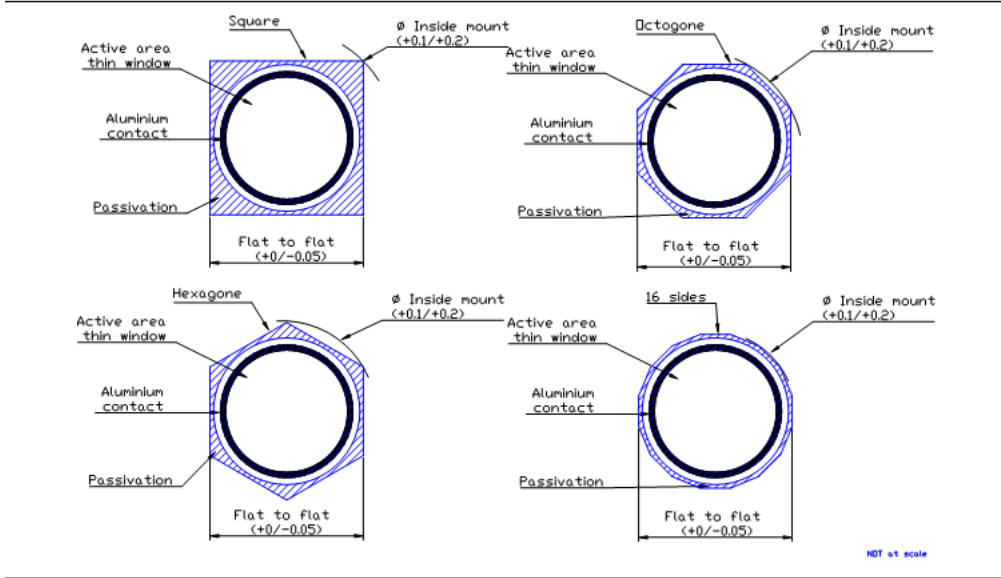 Square
Ø Inside mount
(+0.1/+0.2)
Active area
thin window
Aluminium
contact
Passivation
Flat to flat
(+0/-0.05)
Octogone
Ø Inside mount
(+0.1/+0.2)
Active area
thin window
Aluminium
contact
Passivation
Flat to flat
(+0/-0.05)
Hexagone
Ø Inside mount
(+0.1/+0.2)
Active area
thin window
Aluminium
contact
Passivation
Flat to flat
(+0/-0.05)
16 sides
Ø Inside mount
(+0.1/+0.2)
Active area
thin window
Aluminium
contact
Passivation
Flat to flat
(+0/-0.05)
NOT at scale